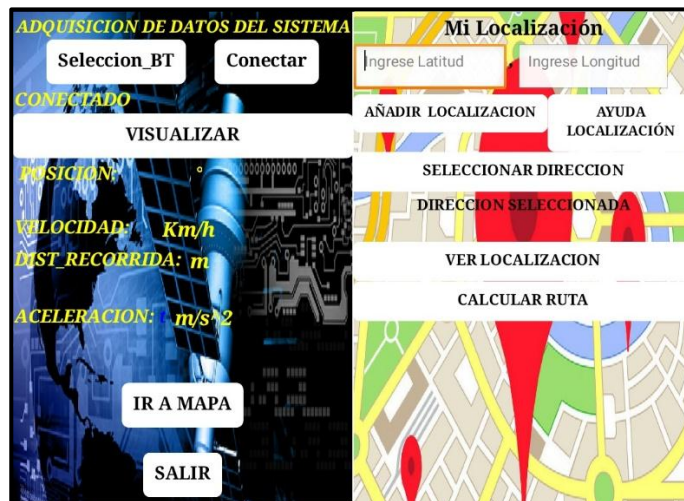 ADQUISICION DE DATOS DEL SISTEMA
Seleccion_BT Conectar
CONECTADO
VISUALIZAR
POSICION: °
VELOCIDAD: Km/h
DIST_RECORRIDA: m
ACELERACION: t m/s^2
IR A MAPA
SALIR
Mi Localización
Ingrese Latitud , Ingrese Longitud
AÑADIR LOCALIZACION AYUDA
LOCALIZACIÓN
SELECCIONAR DIRECCION
DIRECCION SELECCIONADA
VER LOCALIZACION
CALCULAR RUTA